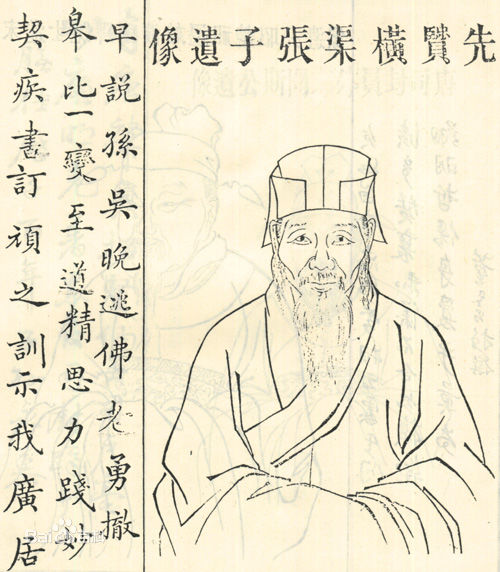 先賢橫渠張子遺像
早説孫吳晚逃佛老勇撤
皋比一變至道精思力踐妙
契疾書訂頑之訓示我廣居